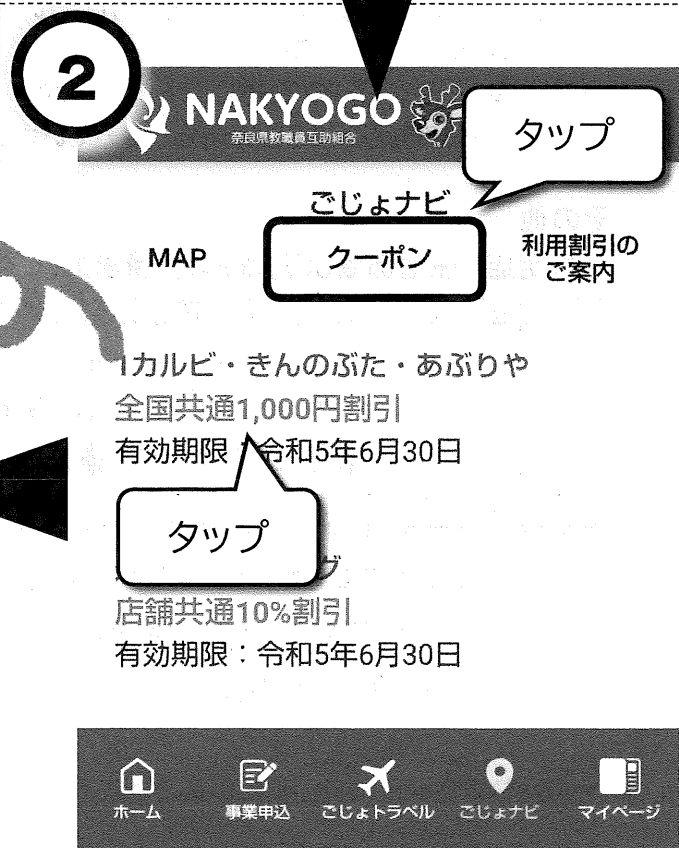 2
NAKYOGO
奈良県教職員互助組合
タップ
ごじょナビ
MAP
クーポン
利用割引の
ご案内
1カルビ・きんのぶた・あぶりや
全国共通1,000円割引
有効期限：令和5年6月30日
タップ
グ
店舗共通10%割引
有効期限：令和5年6月30日
ホーム
事業申込
ごじょトラベル
ごじょナビ
マイページ